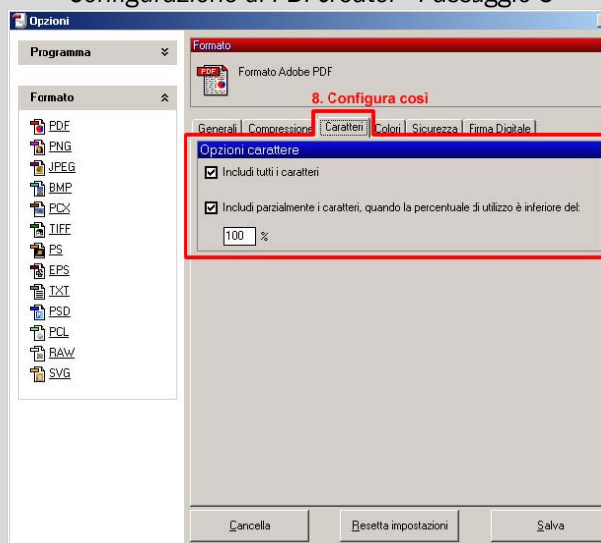 Configurazione di PDFCreator - Passaggio 8
Opzioni
Programma
Formato
PDF
PNG
JPEG
BMP
PCX
TIFF
PS
EPS
TXT
PSD
PCL
RAW
SVG
Formato
PDF
Formato Adobe PDF
8. Configura così
Generali Compressione Caratteri Colori Sicurezza Firma Digitale
Opzioni carattere
Includi tutti i caratteri
Includi parzialmente i caratteri, quando la percentuale di utilizzo è inferiore del:
100 %
Cancella Resetta impostazioni Salva